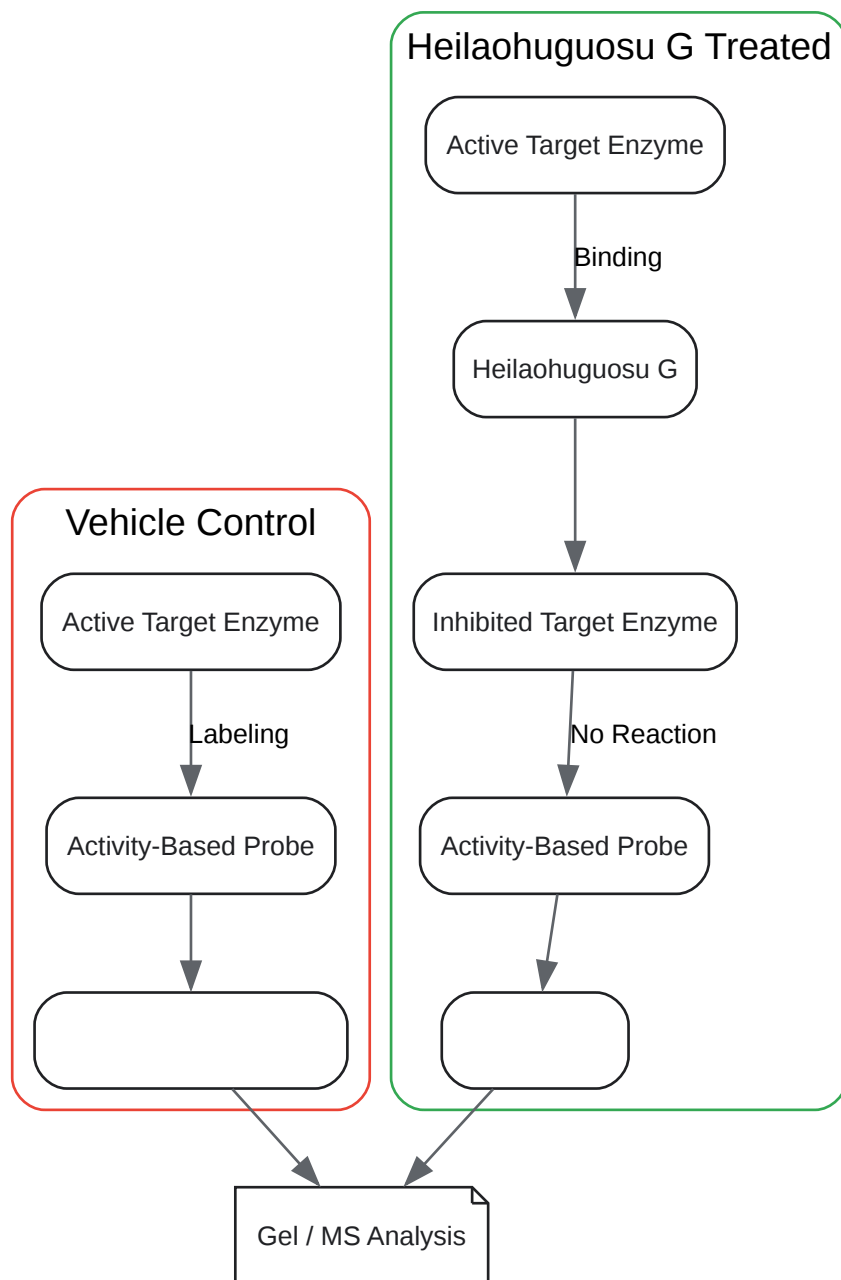 Heilaohuguosu G Treated
Active Target Enzyme
Binding
Heilaohuguosu G
Inhibited Target Enzyme
No Reaction
Activity-Based Probe
Vehicle Control
Active Target Enzyme
Labeling
Activity-Based Probe
Gel / MS Analysis